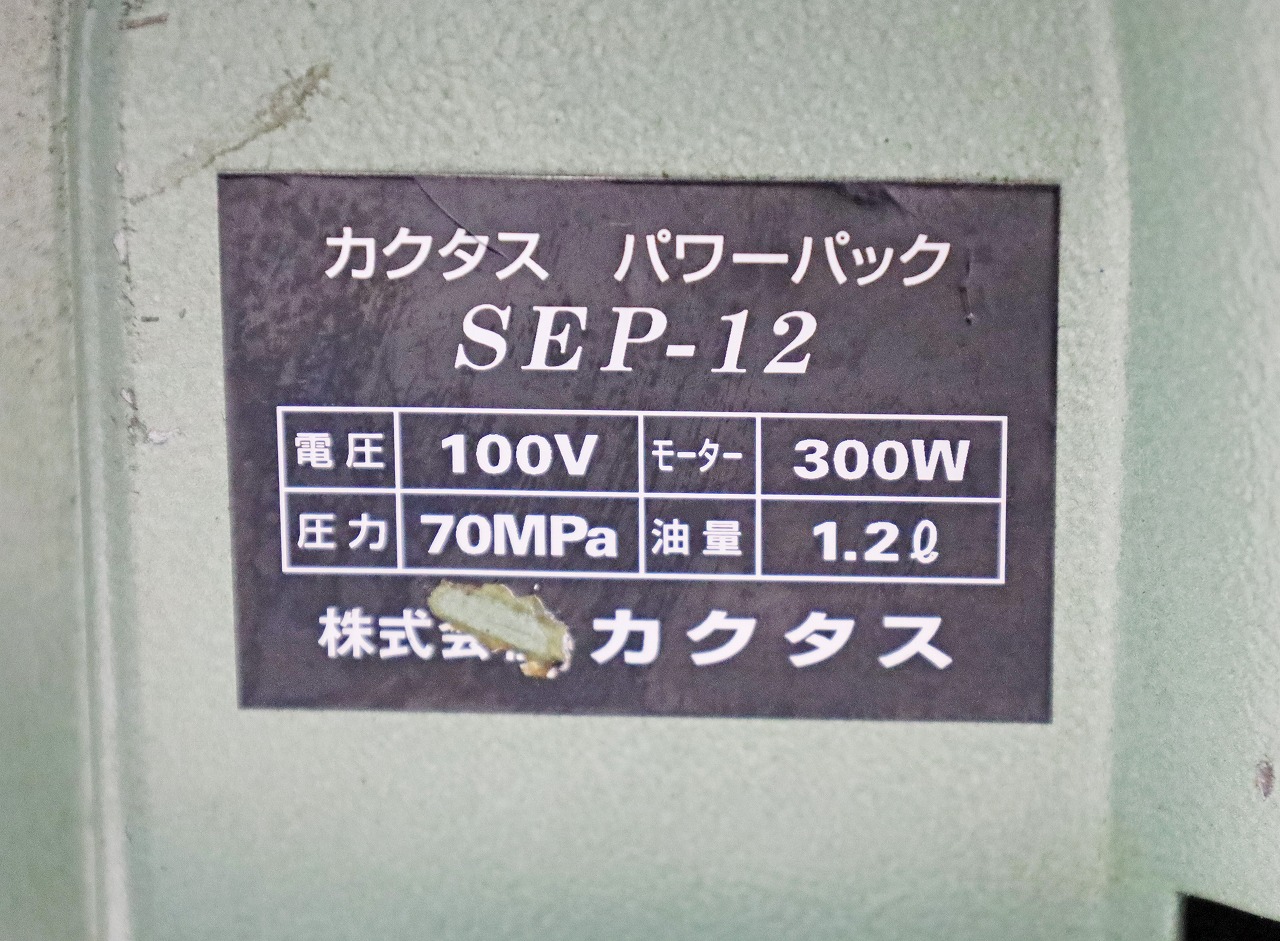 カクタス パワーパック
SEP-12
電圧 100V モーター 300W
圧力 70MPa 油量 1.2ℓ
株式会 カクタス